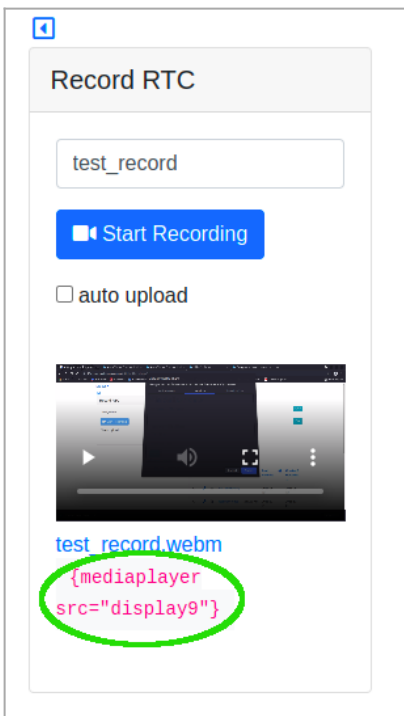 Record RTC
test_record
Start Recording
auto upload
test_record.webm
{mediaplayer
src="display9"}